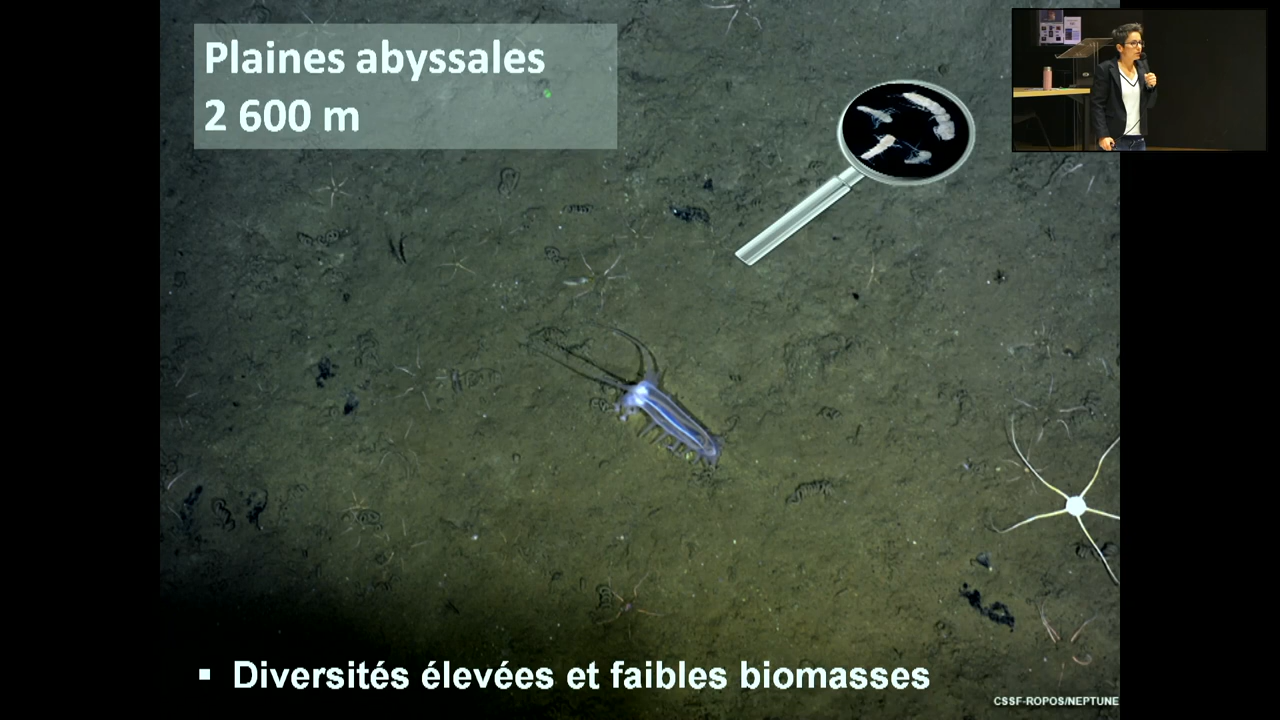 Plaines abyssales
2 600 m
▪ Diversités élevées et faibles biomasses
CSSF-ROPOS/NEPTUNE